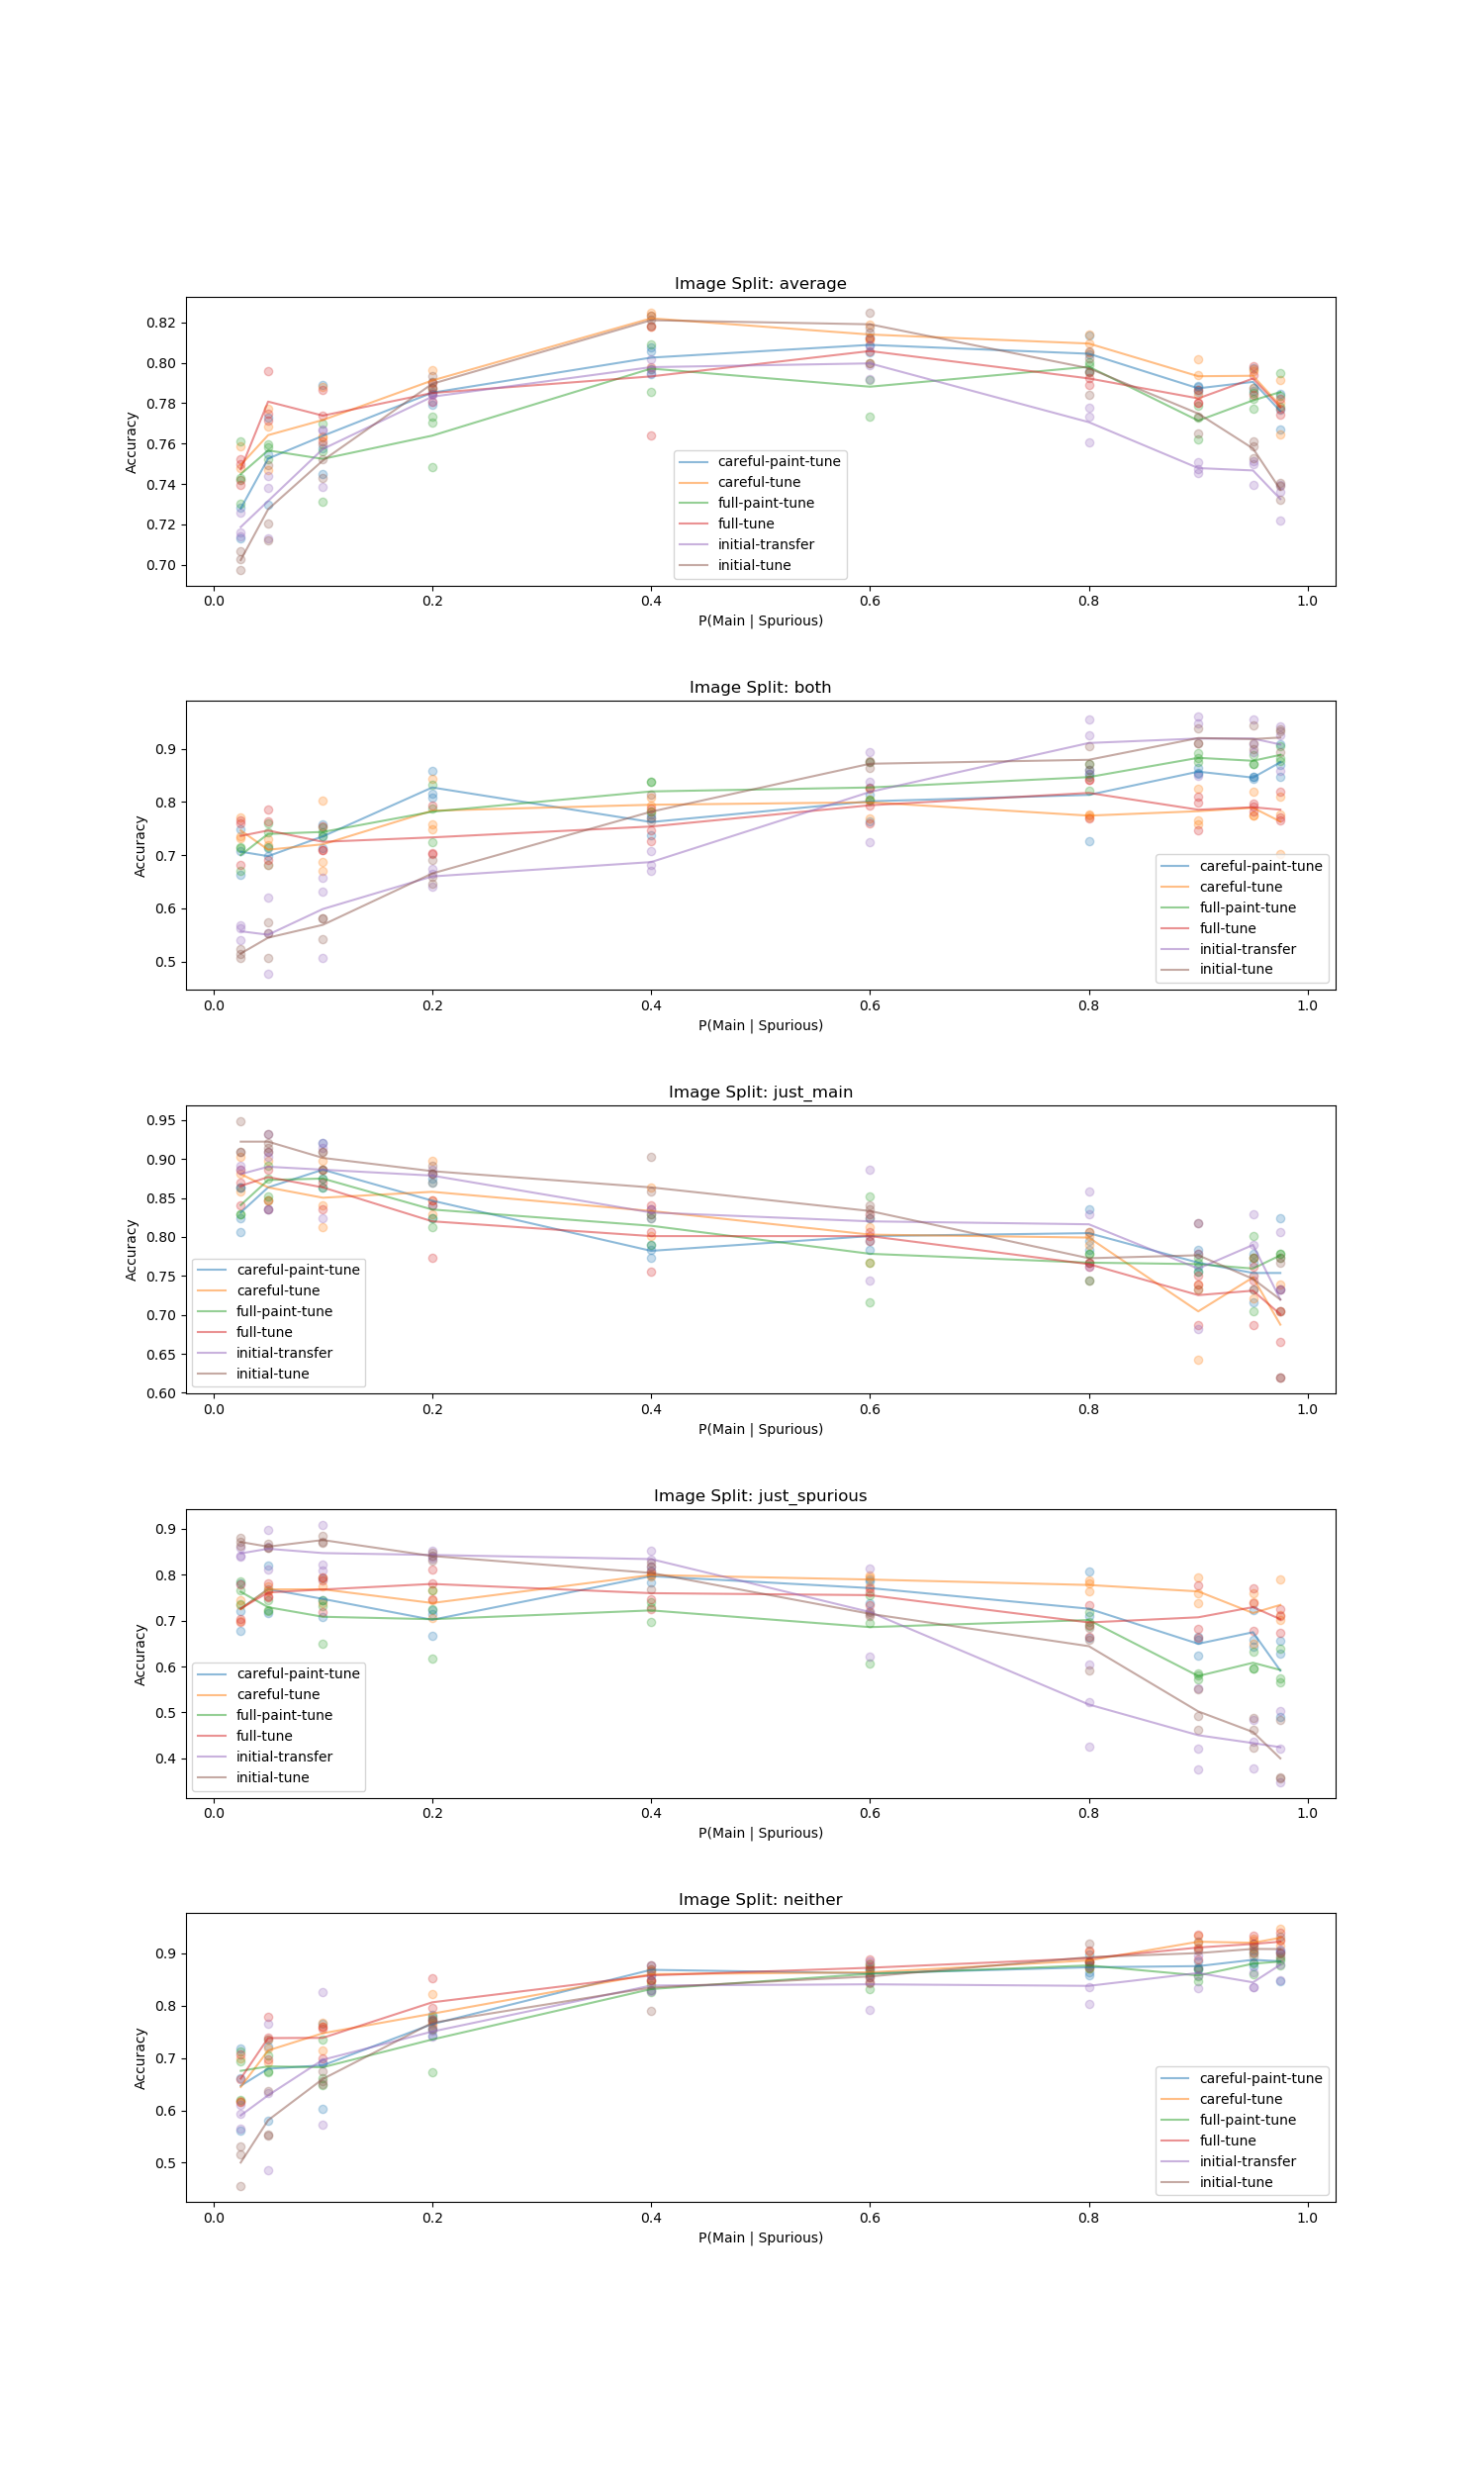 Image Split: average
0.82
0.80
0.78
0.76
0.74
0.72
0.70
Accuracy
careful-paint-tune
careful-tune
full-paint-tune
full-tune
initial-transfer
initial-tune
0.0 0.2 0.4 0.6 0.8 1.0
P(Main | Spurious)
Image Split: both
0.9
0.8
0.7
0.6
0.5
Accuracy
careful-paint-tune
careful-tune
full-paint-tune
full-tune
initial-transfer
initial-tune
0.0 0.2 0.4 0.6 0.8 1.0
P(Main | Spurious)
Image Split: just_main
0.95
0.90
0.85
0.80
0.75
0.70
0.65
0.60
Accuracy
careful-paint-tune
careful-tune
full-paint-tune
full-tune
initial-transfer
initial-tune
0.0 0.2 0.4 0.6 0.8 1.0
P(Main | Spurious)
Image Split: just_spurious
0.9
0.8
0.7
0.6
0.5
0.4
Accuracy
careful-paint-tune
careful-tune
full-paint-tune
full-tune
initial-transfer
initial-tune
0.0 0.2 0.4 0.6 0.8 1.0
P(Main | Spurious)
Image Split: neither
0.9
0.8
0.7
0.6
0.5
Accuracy
careful-paint-tune
careful-tune
full-paint-tune
full-tune
initial-transfer
initial-tune
0.0 0.2 0.4 0.6 0.8 1.0
P(Main | Spurious)